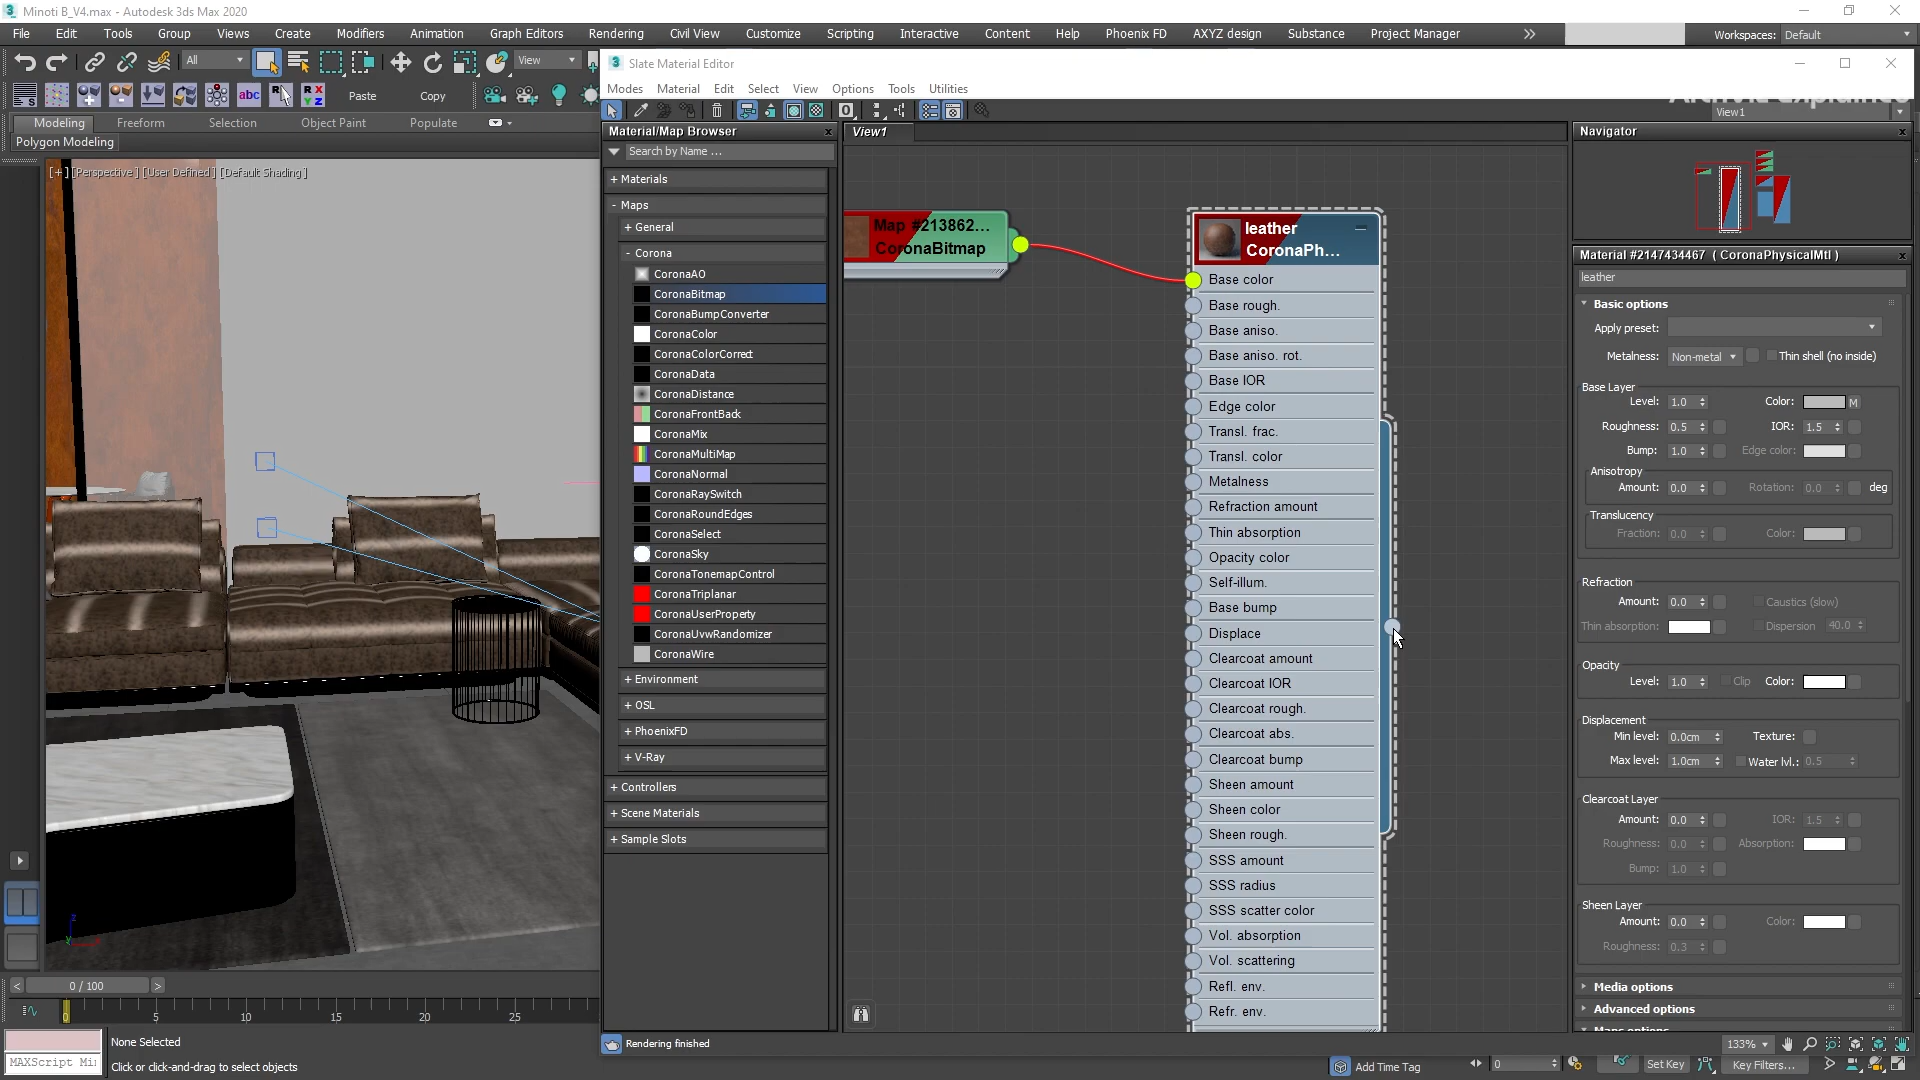 Minoti B_V4.max - Autodesk 3ds Max 2020
File Edit Tools Group Views Create Modifiers Animation Graph Editors Rendering Civil View Customize Scripting Interactive Content Help Phoenix FD AXYZ design Substance Project Manager Workspaces: Default
All View
abc Paste Copy
Modeling Freeform Selection Object Paint Populate
Polygon Modeling
[+] [Perspective] [User Defined] [Default Shading]
0 / 100
0 5 10 15 20 25
None Selected
MAXScript Mi
Click or click-and-drag to select objects
Slate Material Editor
Modes Material Edit Select View Options Tools Utilities
View1
Material/Map Browser
Search by Name ...
+ Materials
- Maps
+ General
- Corona
CoronaAO
CoronaBitmap
CoronaBumpConverter
CoronaColor
CoronaColorCorrect
CoronaData
CoronaDistance
CoronaFrontBack
CoronaMix
CoronaMultiMap
CoronaNormal
CoronaRaySwitch
CoronaRoundEdges
CoronaSelect
CoronaSky
CoronaTonemapControl
CoronaTriplanar
CoronaUserProperty
CoronaUvwRandomizer
CoronaWire
+ Environment
+ OSL
+ PhoenixFD
+ V-Ray
+ Controllers
+ Scene Materials
+ Sample Slots
Rendering finished
View1
Map #213862...
CoronaBitmap
leather
CoronaPh...
Base color
Base rough.
Base aniso.
Base aniso. rot.
Base IOR
Edge color
Transl. frac.
Transl. color
Metalness
Refraction amount
Thin absorption
Opacity color
Self-illum.
Base bump
Displace
Clearcoat amount
Clearcoat IOR
Clearcoat rough.
Clearcoat abs.
Clearcoat bump
Sheen amount
Sheen color
Sheen rough.
SSS amount
SSS radius
SSS scatter color
Vol. absorption
Vol. scattering
Refl. env.
Refr. env.
Navigator
Material #2147434467 ( CoronaPhysicalMtl )
leather
Basic options
Apply preset:
Metalness: Non-metal Thin shell (no inside)
Base Layer
Level: 1.0 Color: M
Roughness: 0.5 IOR: 1.5
Bump: 1.0 Edge color:
Anisotropy
Amount: 0.0 Rotation: 0.0 deg
Translucency
Fraction: 0.0 Color:
Refraction
Amount: 0.0 Caustics (slow)
Thin absorption: Dispersion 40.0
Opacity
Level: 1.0 Clip Color:
Displacement
Min level: 0.0cm Texture:
Max level: 1.0cm Water lvl.: 0.5
Clearcoat Layer
Amount: 0.0 IOR: 1.5
Roughness: 0.0 Absorption:
Bump: 1.0
Sheen Layer
Amount: 0.0 Color:
Roughness: 0.3
Media options
Advanced options
133%
Add Time Tag
0
Set Key Key Filters...